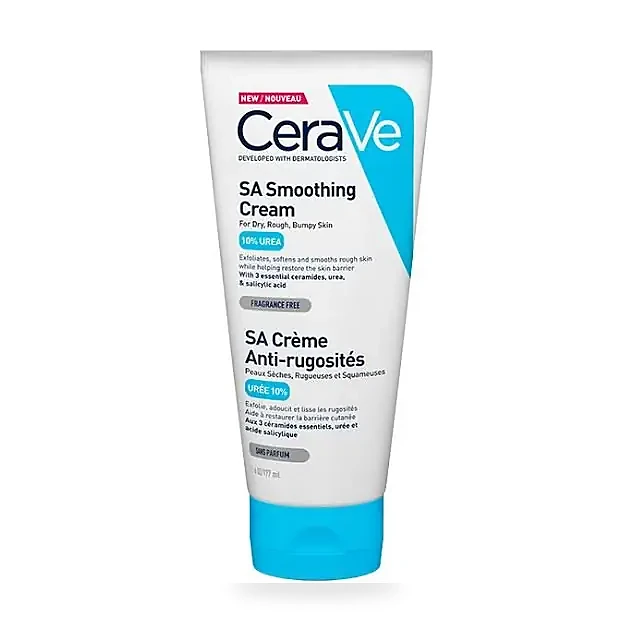 NEW / NOUVEAU
CeraVe
DEVELOPED WITH DERMATOLOGISTS
SA Smoothing
Cream
For Dry, Rough, Bumpy Skin
10% UREA
Exfoliates, softens and smooths rough skin
while helping restore the skin barrier
With 3 essential ceramides, urea,
& salicylic acid
FRAGRANCE FREE
SA Crème
Anti-rugosités
Peaux Sèches, Rugueuses et Squameuses
URÉE 10%
Exfolie, adoucit et lisse les rugosités
Aide à restaurer la barrière cutanée
Aux 3 céramides essentiels, urée et
acide salicylique
SANS PARFUM
6 OZ/177 ml